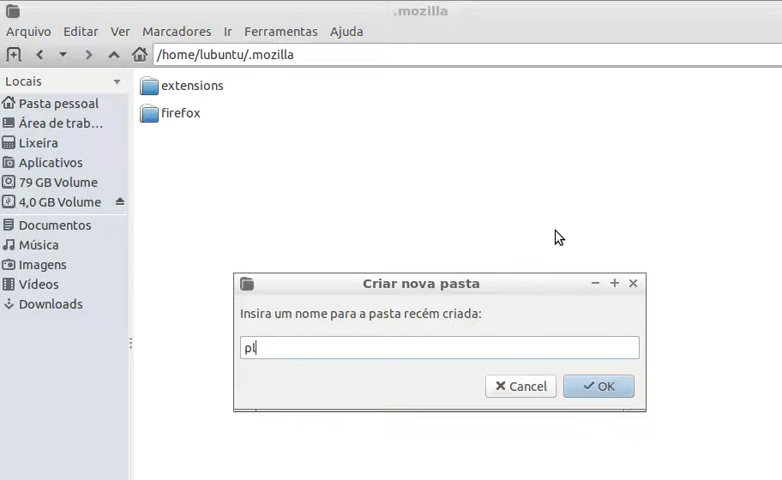 .mozilla
Arquivo Editar Ver Marcadores Ir Ferramentas Ajuda
/home/lubuntu/.mozilla
Locais
Pasta pessoal
Área de trab...
Lixeira
Aplicativos
79 GB Volume
4,0 GB Volume
Documentos
Música
Imagens
Vídeos
Downloads
extensions
firefox
Criar nova pasta
Insira um nome para a pasta recém criada:
pl
Cancel OK